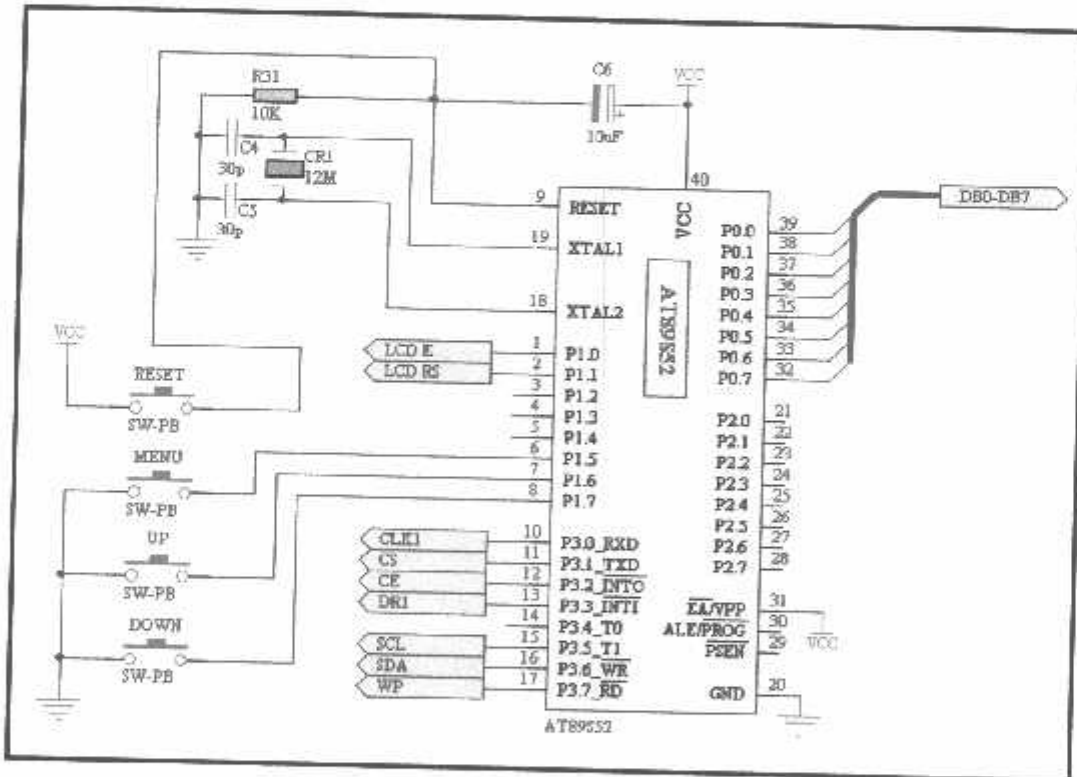 R31
10K
C4
30p
CR1
12M
C5
30p
C6
10uF
VCC
40
9 RESET
19 XTAL1
18 XTAL2
VCC
AT89S52
P0.0 39
P0.1 38
P0.2 37
P0.3 36
P0.4 35
P0.5 34
P0.6 33
P0.7 32
DB0-DB7
VCC
RESET
SW-PB
MENU
SW-PB
UP
SW-PB
DOWN
SW-PB
LCD E 1 P1.0
LCD RS 2 P1.1
3 P1.2
4 P1.3
5 P1.4
6 P1.5
7 P1.6
8 P1.7
P2.0 21
P2.1 22
P2.2 23
P2.3 24
P2.4 25
P2.5 26
P2.6 27
P2.7 28
CLK1 10 P3.0_RXD
CS 11 P3.1_TXD
CE 12 P3.2_INT0
DR1 13 P3.3_INT1
14 P3.4_T0
SCL 15 P3.5_T1
SDA 16 P3.6_WR
WP 17 P3.7_RD
EA/VPP 31
ALE/PROG 30
PSEN 29
VCC
GND 20
AT89S52